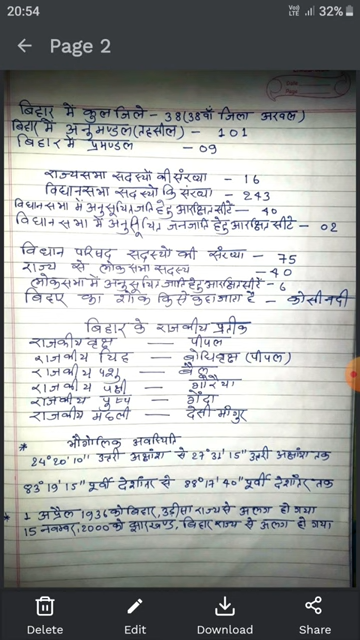 20:54
32%
Page 2
बिहार में कुल जिले - 38 (38वाँ जिला अरवल)
बिहार में अनुमण्डल (तहसील) - 101
बिहार में प्रमण्डल - 09
राज्यसभा सदस्यों की संख्या - 16
विधानसभा सदस्यों कि संख्या - 243
विधानसभा में अनुसूचित जाति हेतु आरक्षित सीटे - 40
विधान सभा में अनुसूचित जनजाति हेतु आरक्षित सीटे - 02
विधान परिषद सदस्यों की संख्या - 75
राज्य से लोकसभा सदस्य - 40
लोकसभा में अनुसूचित जाति हेतु आरक्षित सीटे - 6
बिहार का शोक किसे कहा जाता है - कोसी नदी
बिहार के राजकीय प्रतीक
राजकीय वृक्ष — पीपल
राजकीय चिह्न — बोधिवृक्ष (पीपल)
राजकीय पशु — बैल
राजकीय पक्षी — गौरैया
राजकीय पुष्प — गेंदा
राजकीय मछली — देसी मांगुर
भौगोलिक अवस्थिति
* 24° 20' 10" उत्तरी अक्षांश से 27° 31' 15" उत्तरी अक्षांश तक
83° 19' 15" पूर्वी देशांतर से 88° 17' 40" पूर्वी देशांतर तक
* 1 अप्रैल 1936 को बिहार, उड़ीसा राज्य से अलग हो गया
15 नवम्बर, 2000 को झारखण्ड, बिहार राज्य से अलग हो गया
Delete
Edit
Download
Share